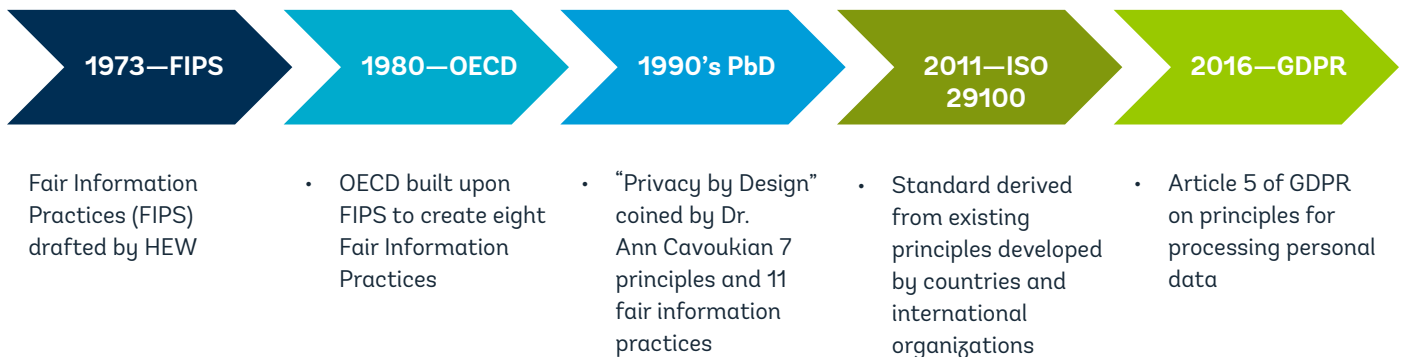 1973—FIPS
1980—OECD
1990’s PbD
2011—ISO
29100
2016—GDPR
Fair Information
Practices (FIPS)
drafted by HEW
• OECD built upon
FIPS to create eight
Fair Information
Practices
• “Privacy by Design”
coined by Dr.
Ann Cavoukian 7
principles and 11
fair information
practices
• Standard derived
from existing
principles developed
by countries and
international
organizations
• Article 5 of GDPR
on principles for
processing personal
data